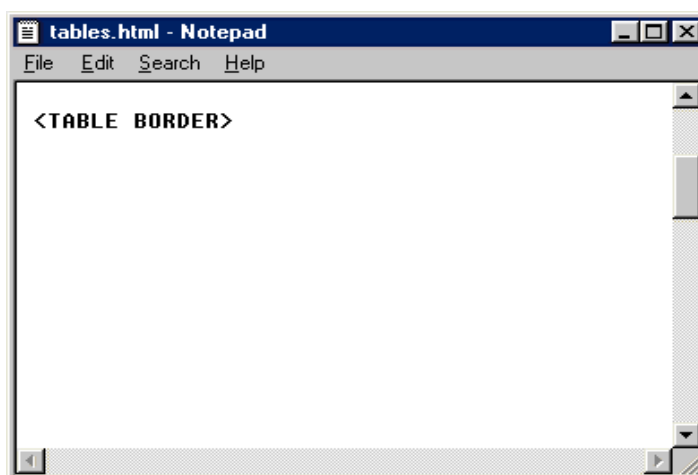 tables.html - Notepad
File Edit Search Help
<TABLE BORDER>